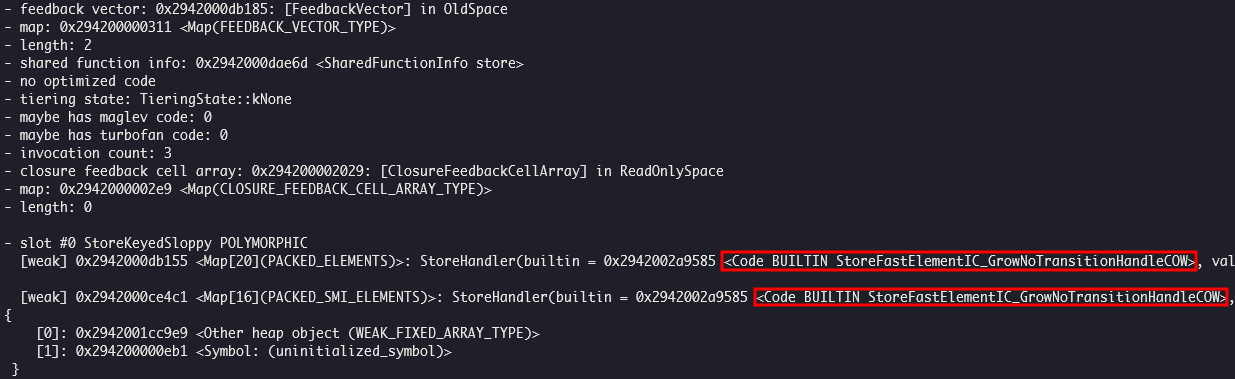 - feedback vector: 0x2942000db185: [FeedbackVector] in OldSpace
- map: 0x294200000311 <Map(FEEDBACK_VECTOR_TYPE)>
- length: 2
- shared function info: 0x2942000dae6d <SharedFunctionInfo store>
- no optimized code
- tiering state: TieringState::kNone
- maybe has maglev code: 0
- maybe has turbofan code: 0
- invocation count: 3
- closure feedback cell array: 0x294200002029: [ClosureFeedbackCellArray] in ReadOnlySpace
- map: 0x2942000002e9 <Map(CLOSURE_FEEDBACK_CELL_ARRAY_TYPE)>
- length: 0
- slot #0 StoreKeyedSloppy POLYMORPHIC
[weak] 0x2942000db155 <Map[20](PACKED_ELEMENTS)>: StoreHandler(builtin = 0x2942002a9585 <Code BUILTIN StoreFastElementIC_GrowNoTransitionHandleCOW>, val
[weak] 0x2942000ce4c1 <Map[16](PACKED_SMI_ELEMENTS)>: StoreHandler(builtin = 0x2942002a9585 <Code BUILTIN StoreFastElementIC_GrowNoTransitionHandleCOW>,
{
[0]: 0x2942001cc9e9 <Other heap object (WEAK_FIXED_ARRAY_TYPE)>
[1]: 0x294200000eb1 <Symbol: (uninitialized_symbol)>
}